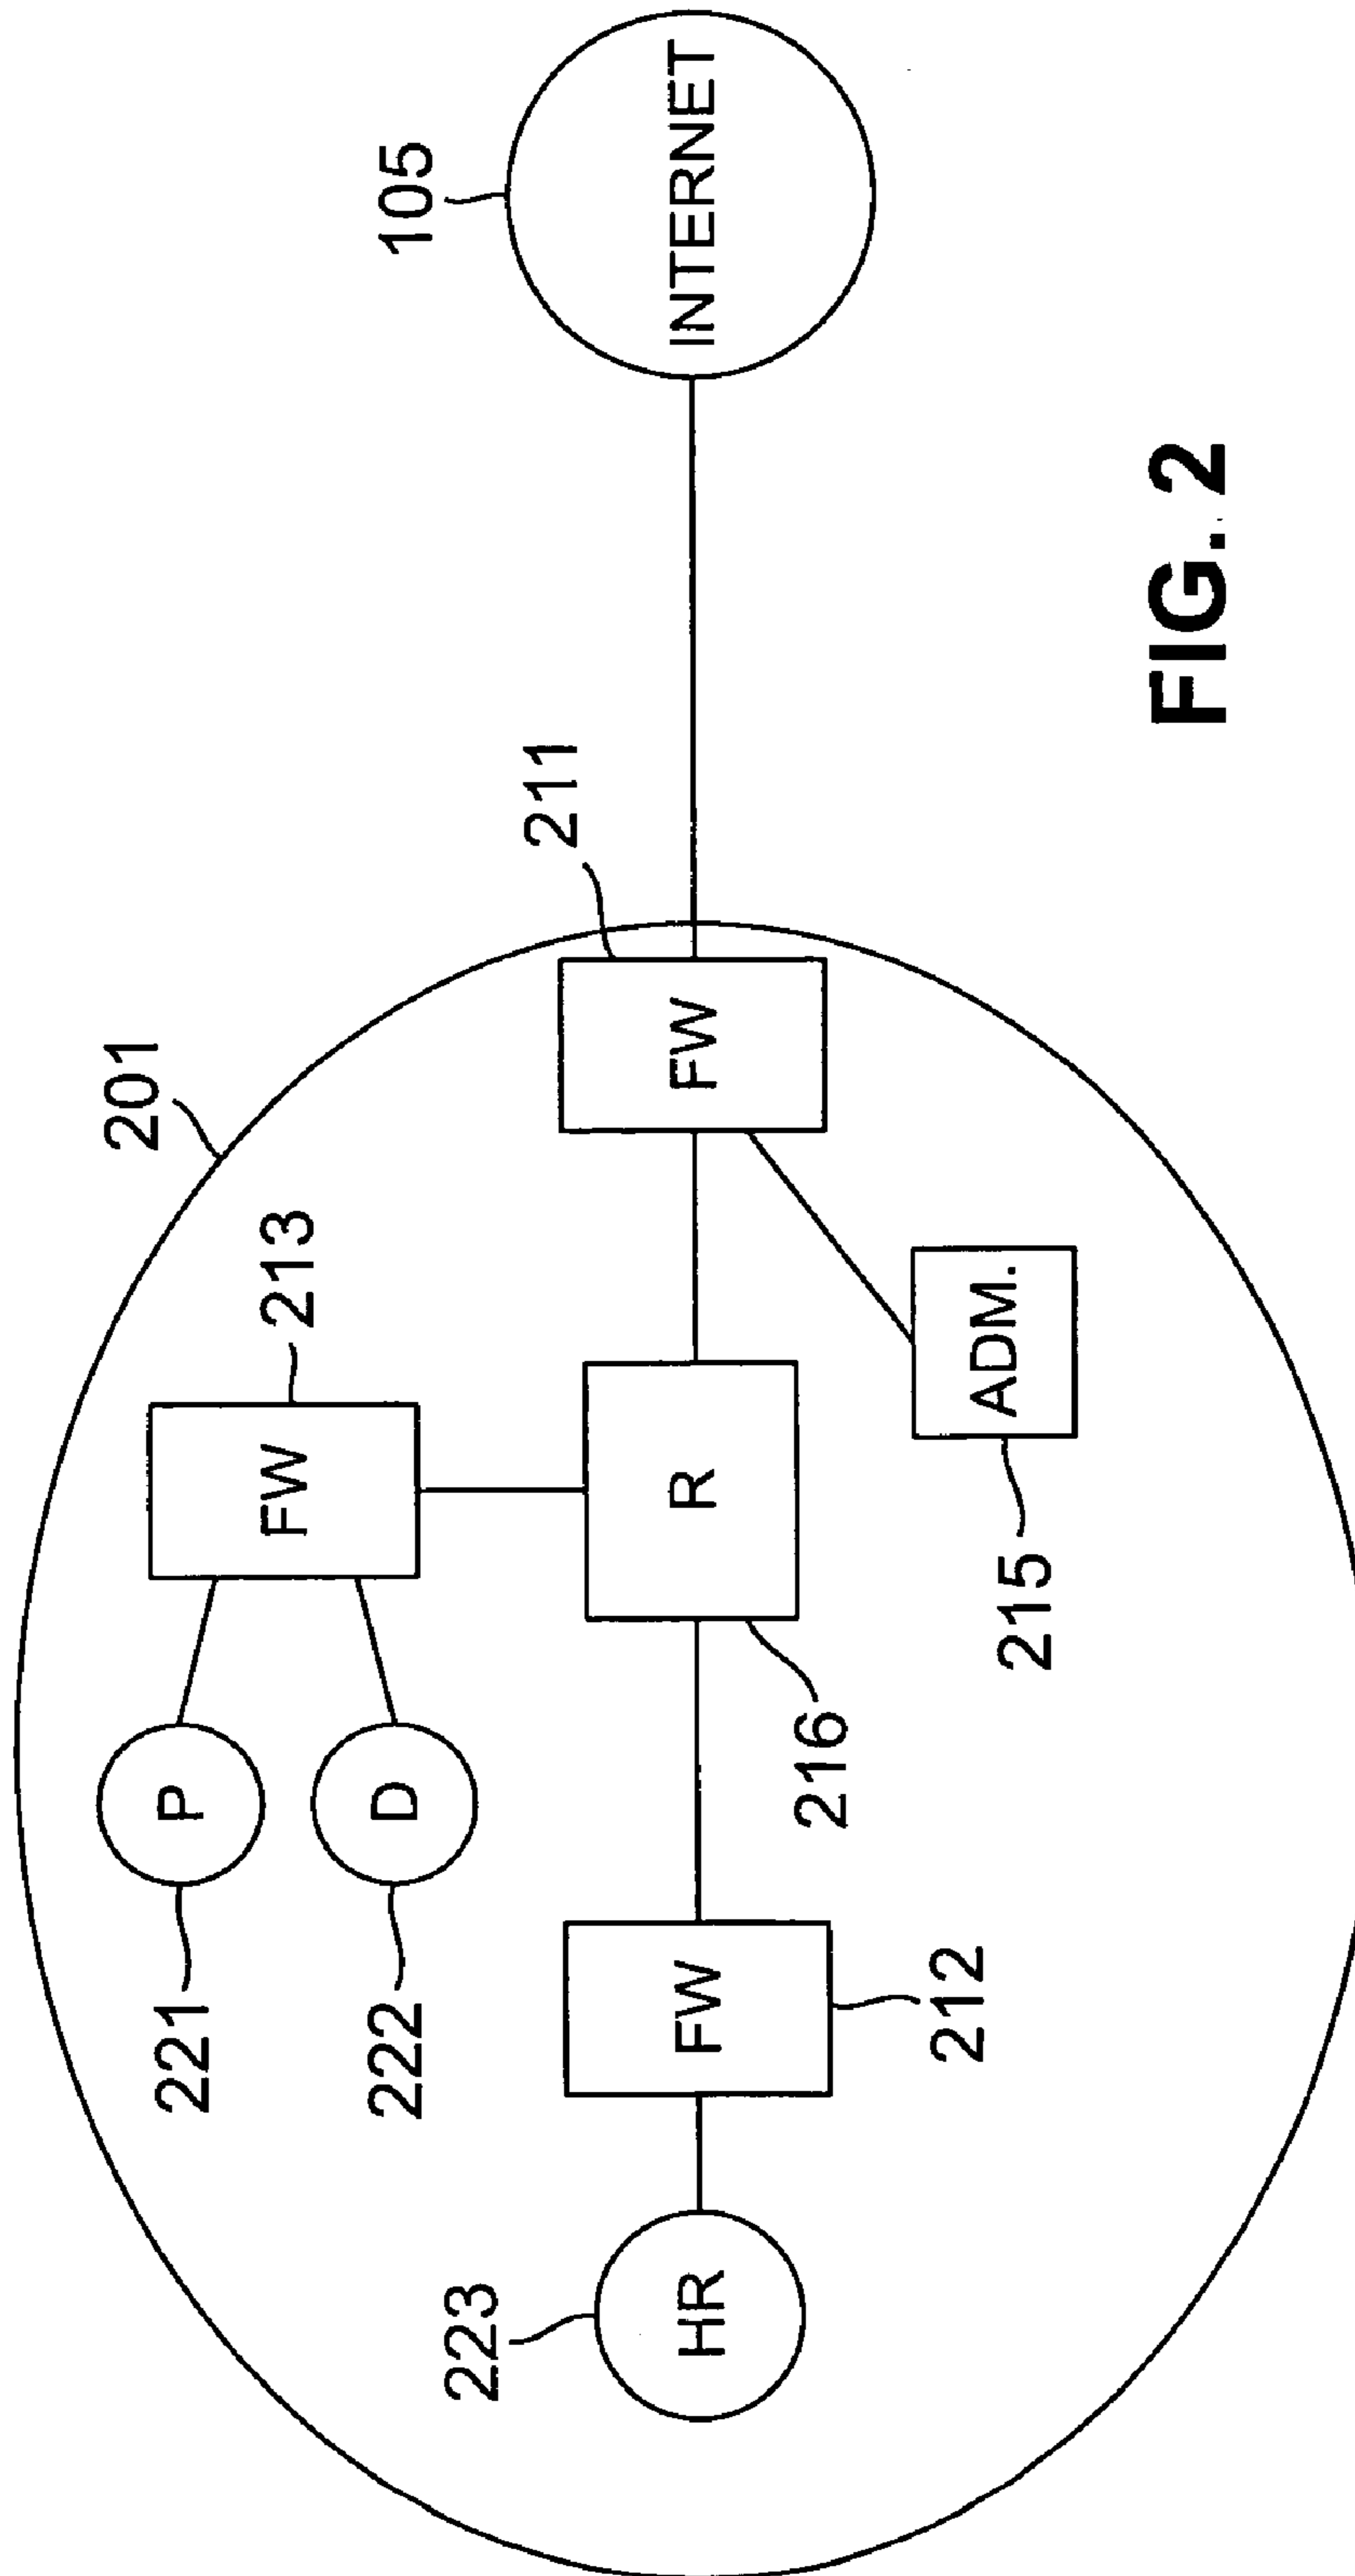 201
221
P
FW
213
222
D
223
HR
FW
212
R
216
FW
211
ADM.
215
105
INTERNET
FIG. 2